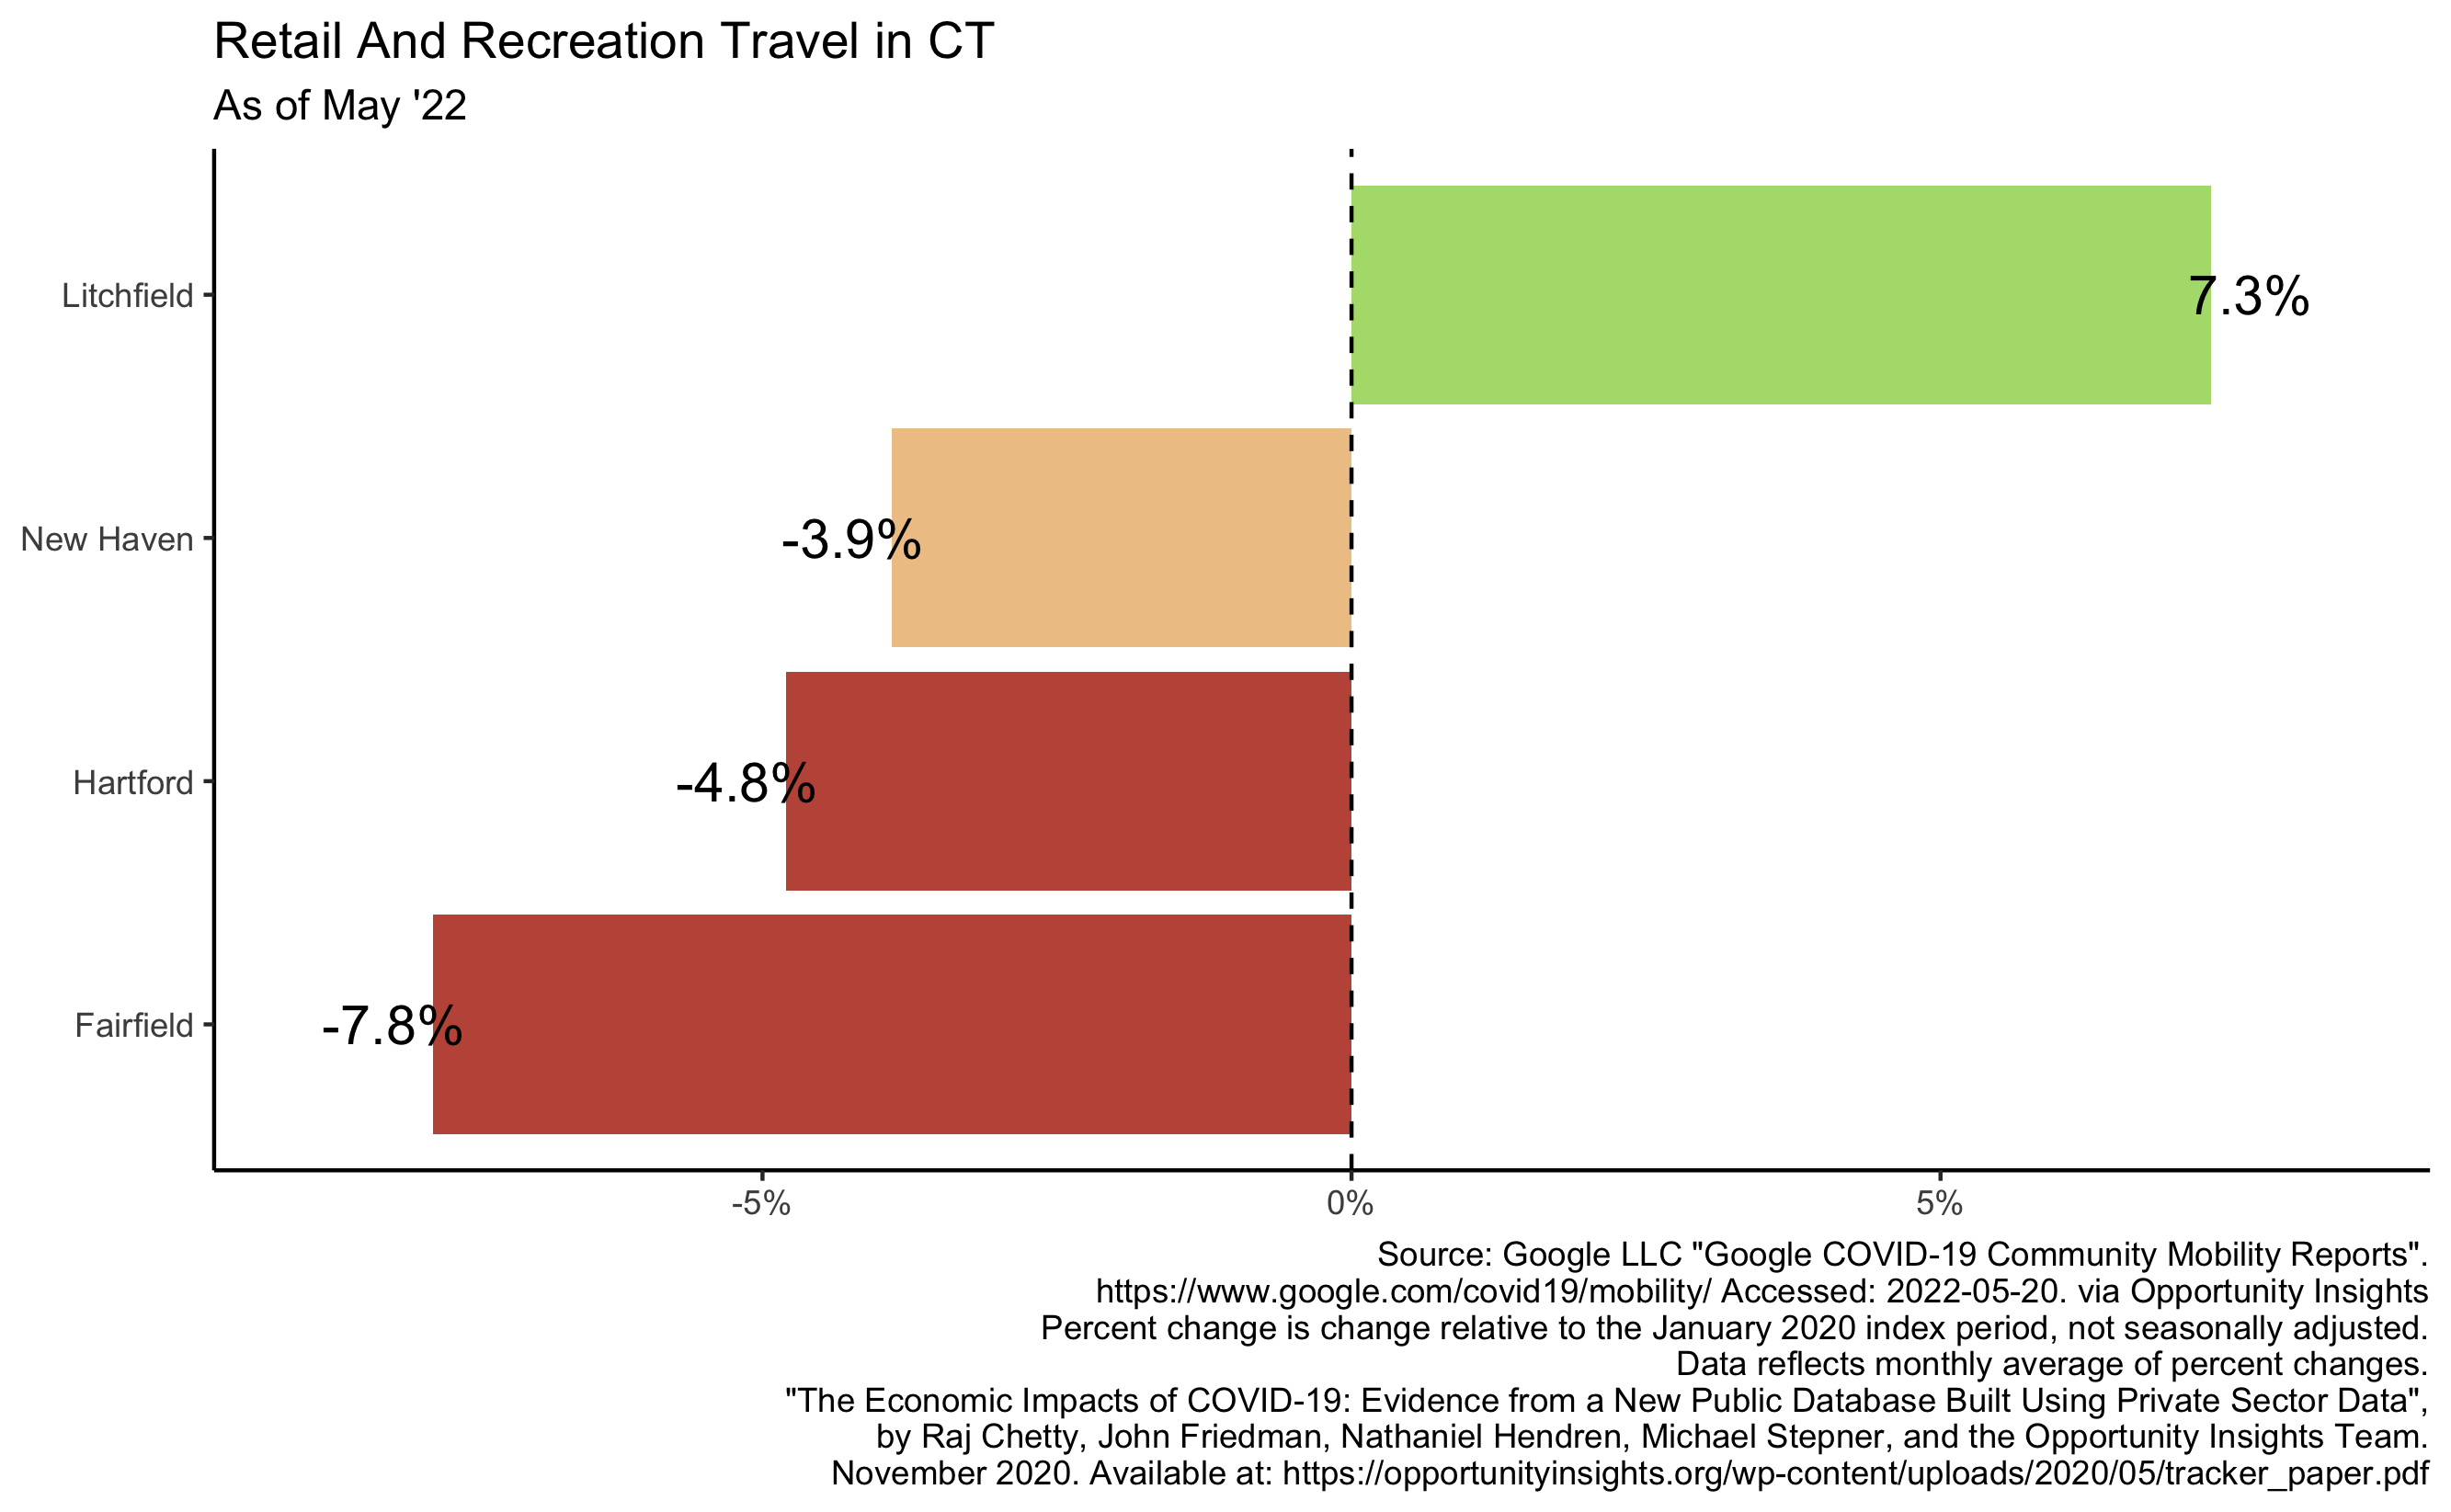 Retail And Recreation Travel in CT
As of May '22
Litchfield
7.3%
New Haven
-3.9%
Hartford
-4.8%
Fairfield
-7.8%
-5%
0%
5%
Source: Google LLC "Google COVID-19 Community Mobility Reports".
https://www.google.com/covid19/mobility/ Accessed: 2022-05-20. via Opportunity Insights
Percent change is change relative to the January 2020 index period, not seasonally adjusted.
Data reflects monthly average of percent changes.
"The Economic Impacts of COVID-19: Evidence from a New Public Database Built Using Private Sector Data",
by Raj Chetty, John Friedman, Nathaniel Hendren, Michael Stepner, and the Opportunity Insights Team.
November 2020. Available at: https://opportunityinsights.org/wp-content/uploads/2020/05/tracker_paper.pdf